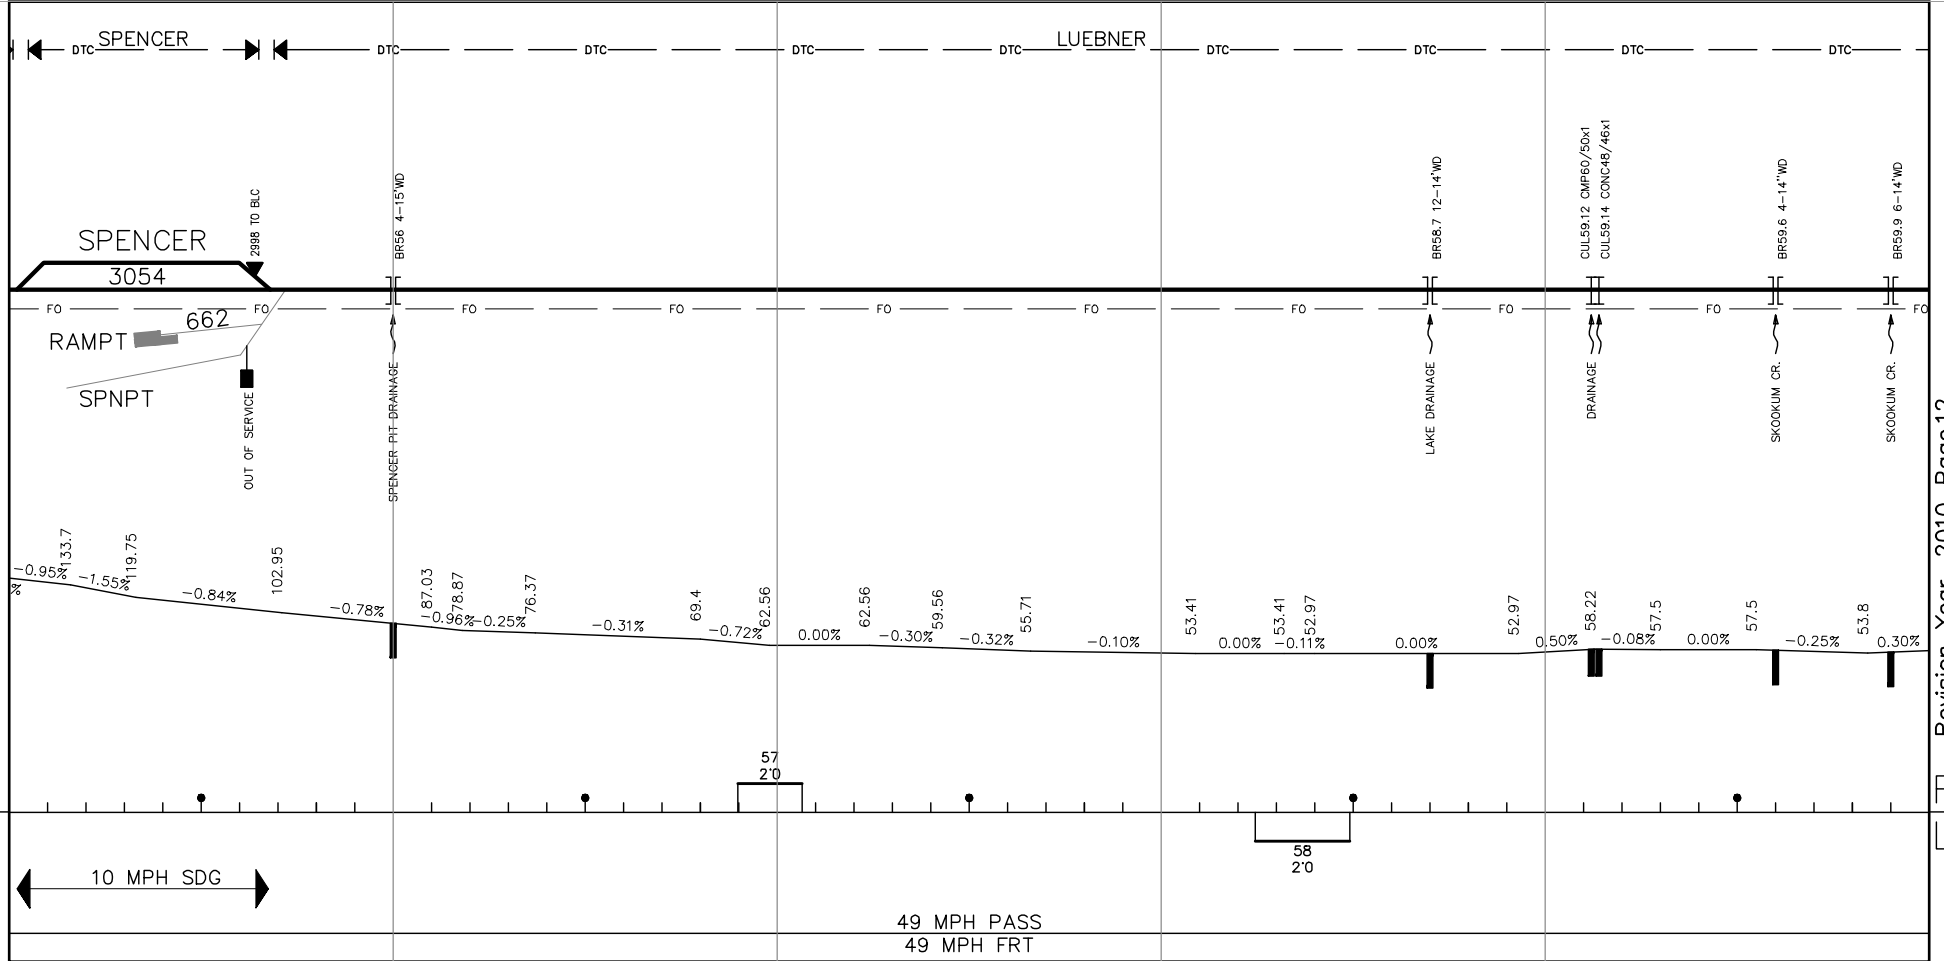 SPENCER
LUEBNER
DTC DTC DTC DTC DTC DTC DTC DTC DTC
2998 TO BLC
BR56 4-15'WD
BR58.7 12-14'WD
CUL59.12 CMP60/50x1
CUL59.14 CONC48/46x1
BR59.6 4-14"WD
BR59.9 6-14'WD
SPENCER
3054
FO FO FO FO FO FO FO FO FO FO
662
RAMPT
SPNPT
OUT OF SERVICE
SPENCER PIT DRAINAGE
LAKE DRAINAGE
DRAINAGE
SKOOKUM CR.
SKOOKUM CR.
133.7 119.75 102.95 87.03 78.87 76.37 69.4 62.56 62.56 59.56 55.71 53.41 53.41 52.97 52.97 58.22 57.5 57.5 53.8
% -0.95% -1.55% -0.84% -0.78% -0.96% -0.25% -0.31% -0.72% 0.00% -0.30% -0.32% -0.10% 0.00% -0.11% 0.00% 0.50% -0.08% 0.00% -0.25% 0.30%
57
2'0
58
2'0
10 MPH SDG
49 MPH PASS
49 MPH FRT
Revision Year 2010 Page12